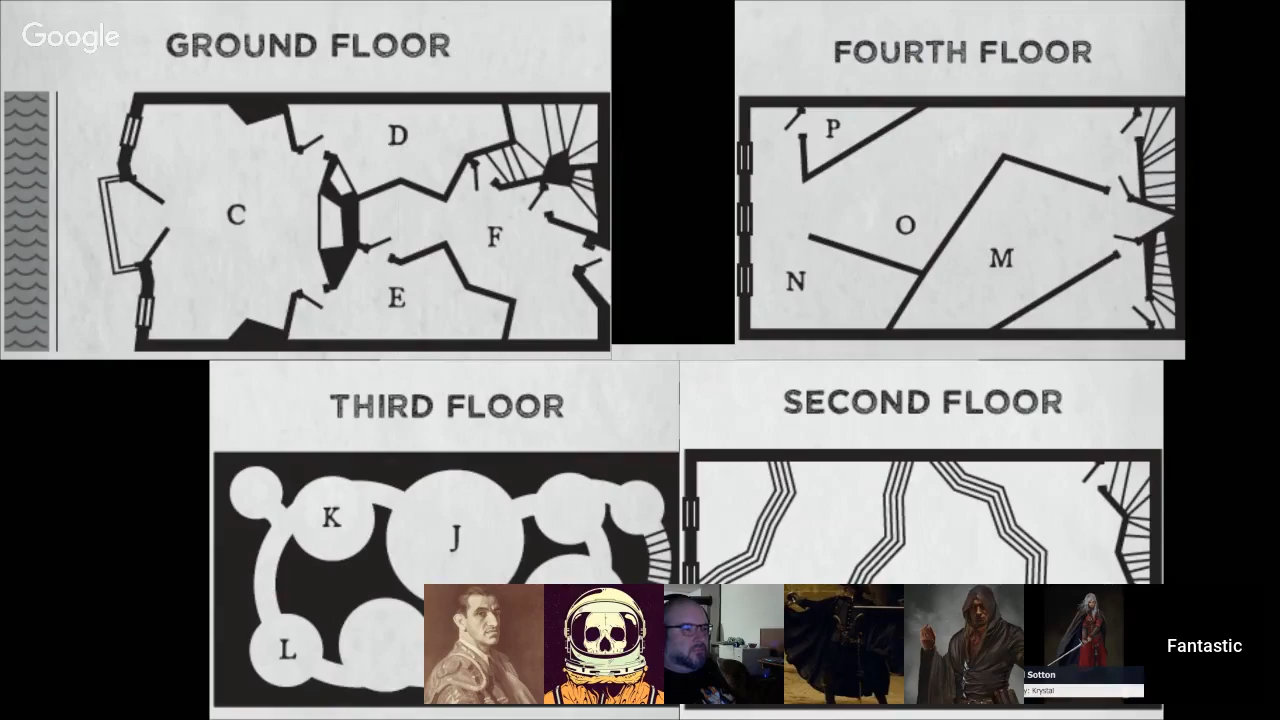 Google
GROUND FLOOR
D
C
F
E
FOURTH FLOOR
P
O
M
N
THIRD FLOOR
K
J
L
SECOND FLOOR
Fantastic
Sotton
y: Krystal